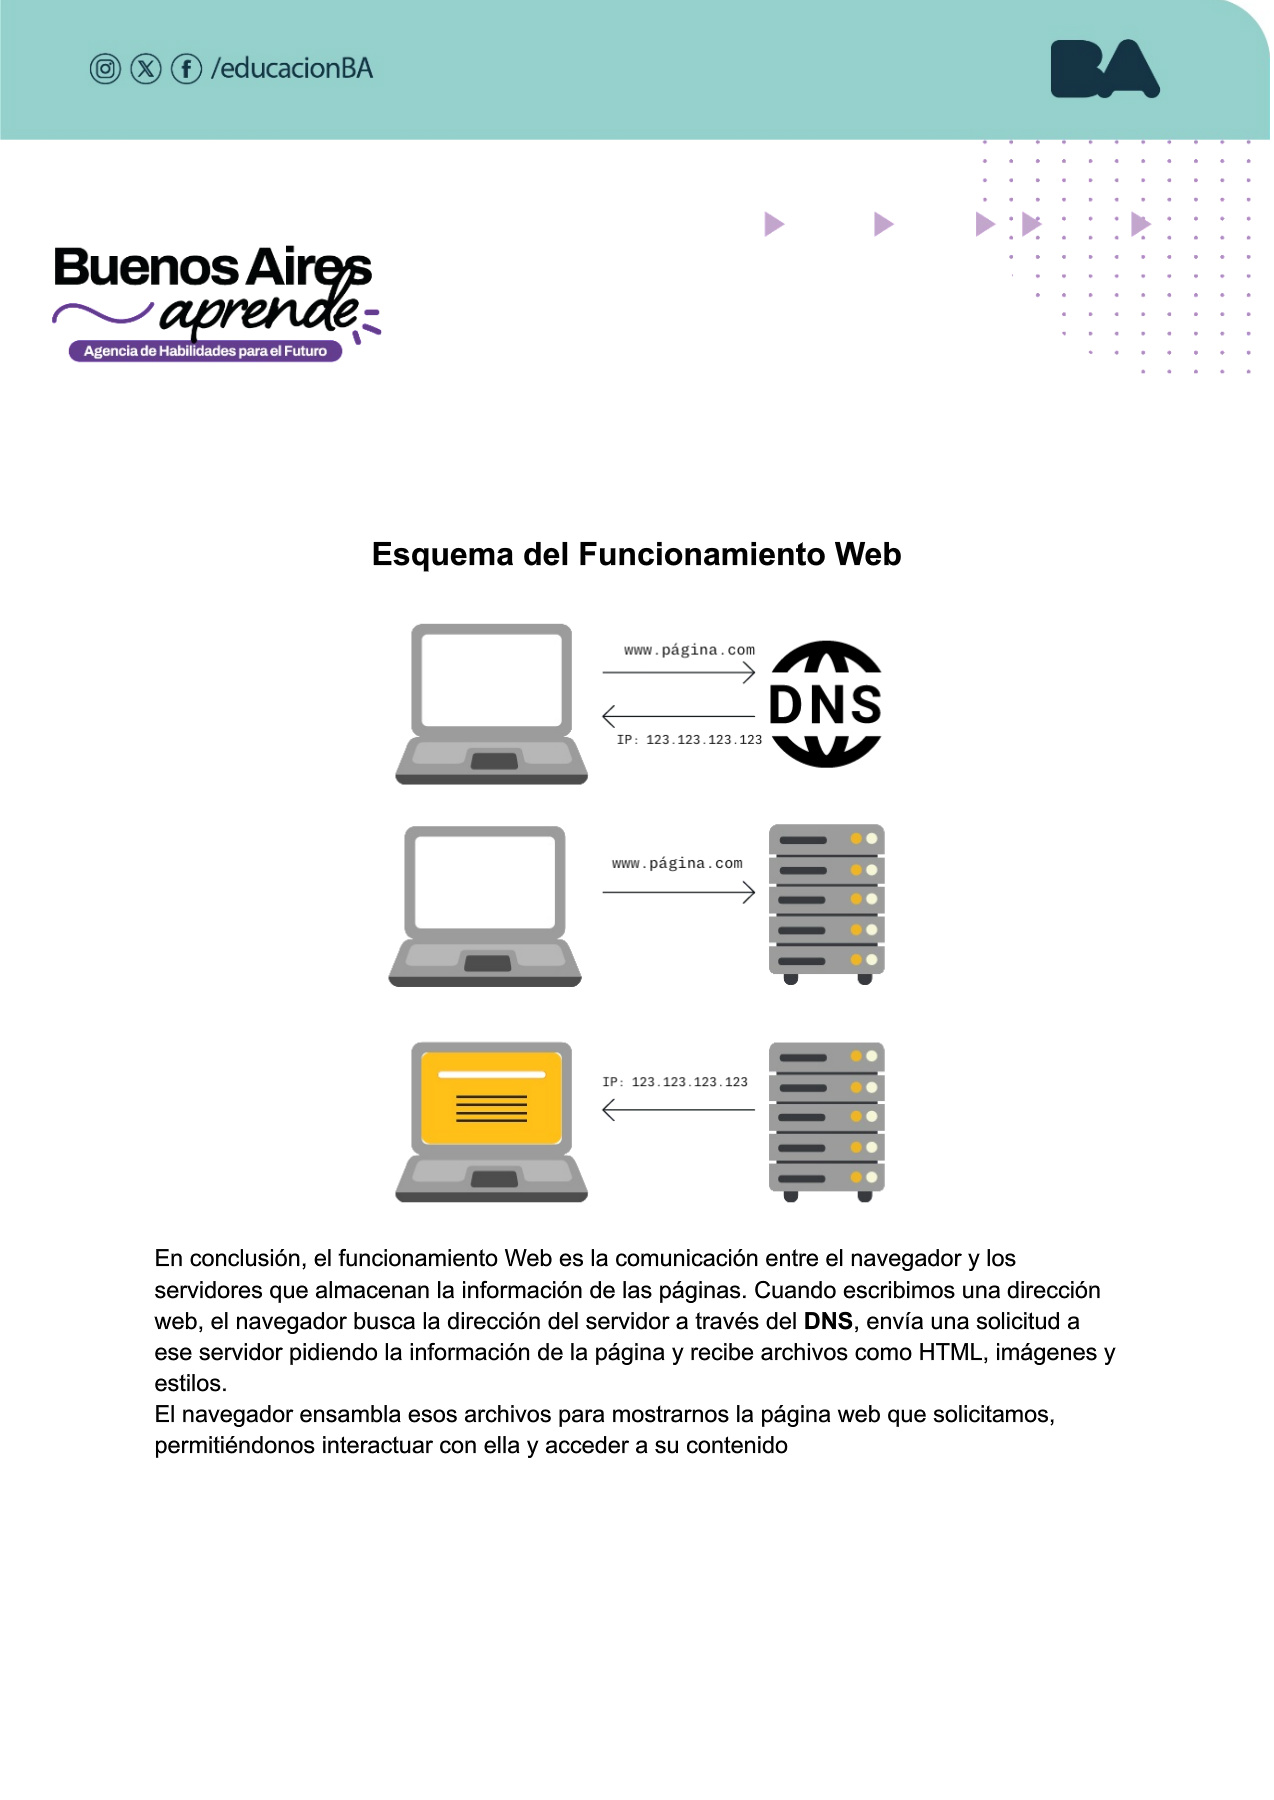 /educacionBA
BA
Buenos Aires
aprende
Agencia de Habilidades para el Futuro
Esquema del Funcionamiento Web
www.página.com
DNS
IP: 123.123.123.123
www.página.com
IP: 123.123.123.123
En conclusión, el funcionamiento Web es la comunicación entre el navegador y los
servidores que almacenan la información de las páginas. Cuando escribimos una dirección
web, el navegador busca la dirección del servidor a través del DNS, envía una solicitud a
ese servidor pidiendo la información de la página y recibe archivos como HTML, imágenes y
estilos.
El navegador ensambla esos archivos para mostrarnos la página web que solicitamos,
permitiéndonos interactuar con ella y acceder a su contenido